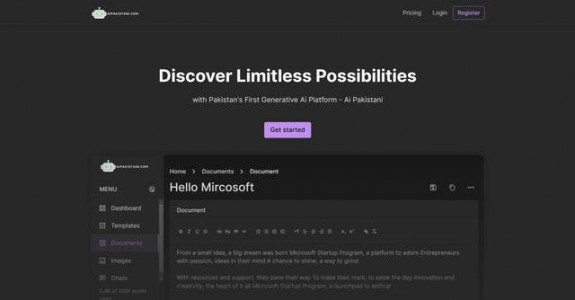 AIPAKISTANI.COM
Pricing
Login
Register
Discover Limitless Possibilities
with Pakistan's First Generative Ai Platform - Ai Pakistani
Get started
AIPAKISTANI.COM
Home > Documents > Document
Hello Mircosoft
MENU
Dashboard
Templates
Documents
Images
Chats
Document
From a small idea, a big dream was born Microsoft Startup Program, a platform to adorn Entrepreneurs
with passion, ideas in their mind A chance to shine, a way to grind
With resources and support, they pave their way To make their mark, to seize the day Innovation and
creativity, the heart of it all Microsoft Startup Program, a launchpad to enthral